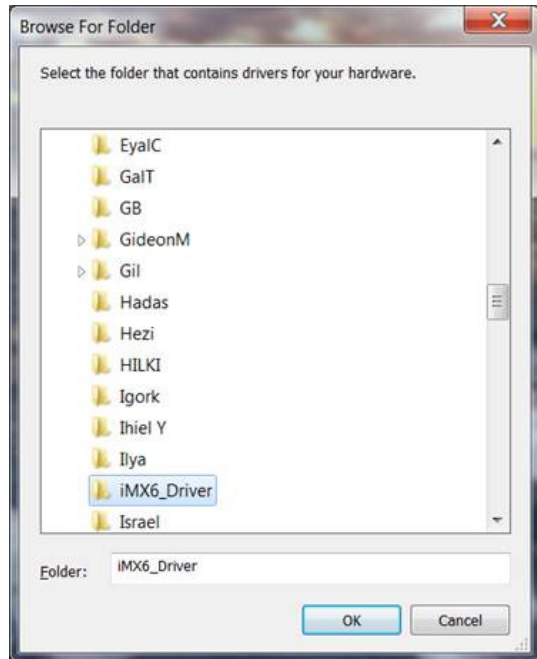 Browse For Folder
Select the folder that contains drivers for your hardware.
EyalC
GalT
GB
GideonM
Gil
Hadas
Hezi
HILKI
Igork
Ihiel Y
Ilya
iMX6_Driver
Israel
Folder: iMX6_Driver
OK Cancel